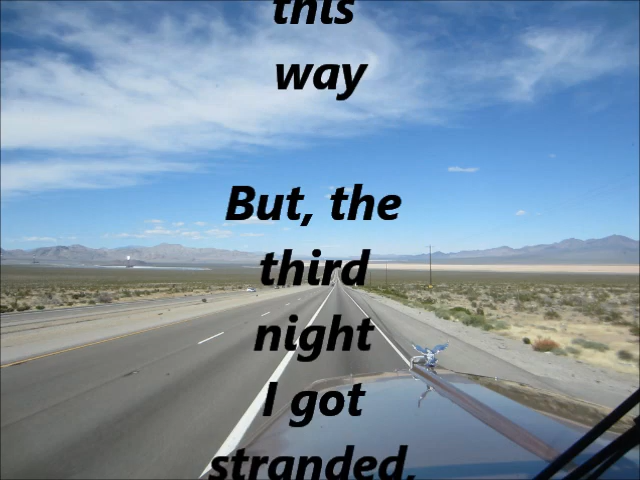 this
way
But, the
third
night
I got
stranded,